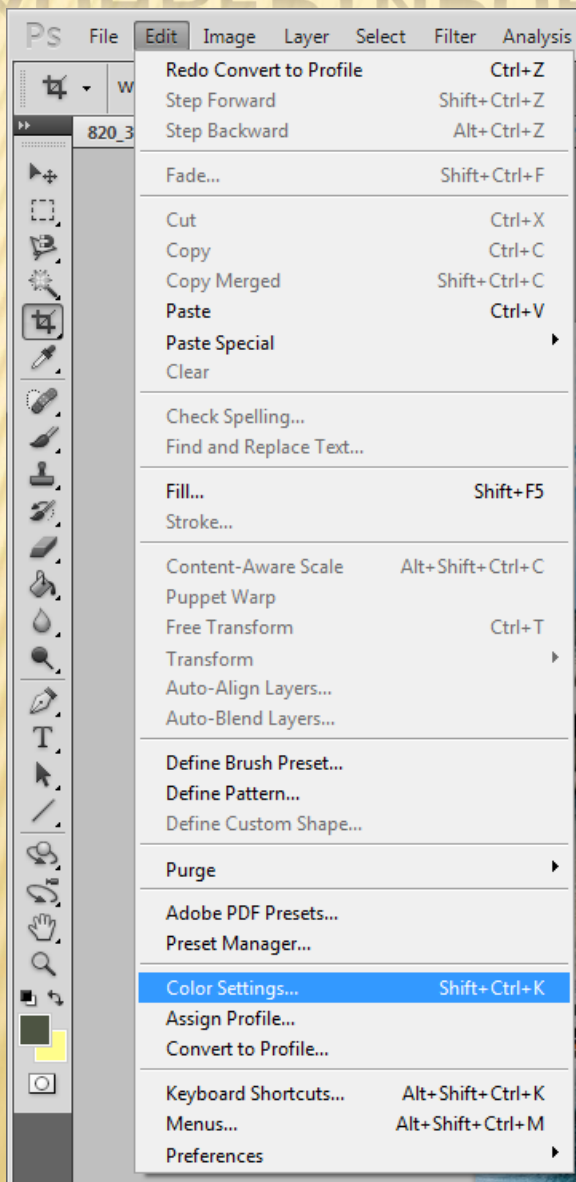 Ps File Edit Image Layer Select Filter Analysis
W
820_3
Redo Convert to Profile Ctrl+Z
Step Forward Shift+Ctrl+Z
Step Backward Alt+Ctrl+Z
Fade... Shift+Ctrl+F
Cut Ctrl+X
Copy Ctrl+C
Copy Merged Shift+Ctrl+C
Paste Ctrl+V
Paste Special
Clear
Check Spelling...
Find and Replace Text...
Fill... Shift+F5
Stroke...
Content-Aware Scale Alt+Shift+Ctrl+C
Puppet Warp
Free Transform Ctrl+T
Transform
Auto-Align Layers...
Auto-Blend Layers...
Define Brush Preset...
Define Pattern...
Define Custom Shape...
Purge
Adobe PDF Presets...
Preset Manager...
Color Settings... Shift+Ctrl+K
Assign Profile...
Convert to Profile...
Keyboard Shortcuts... Alt+Shift+Ctrl+K
Menus... Alt+Shift+Ctrl+M
Preferences